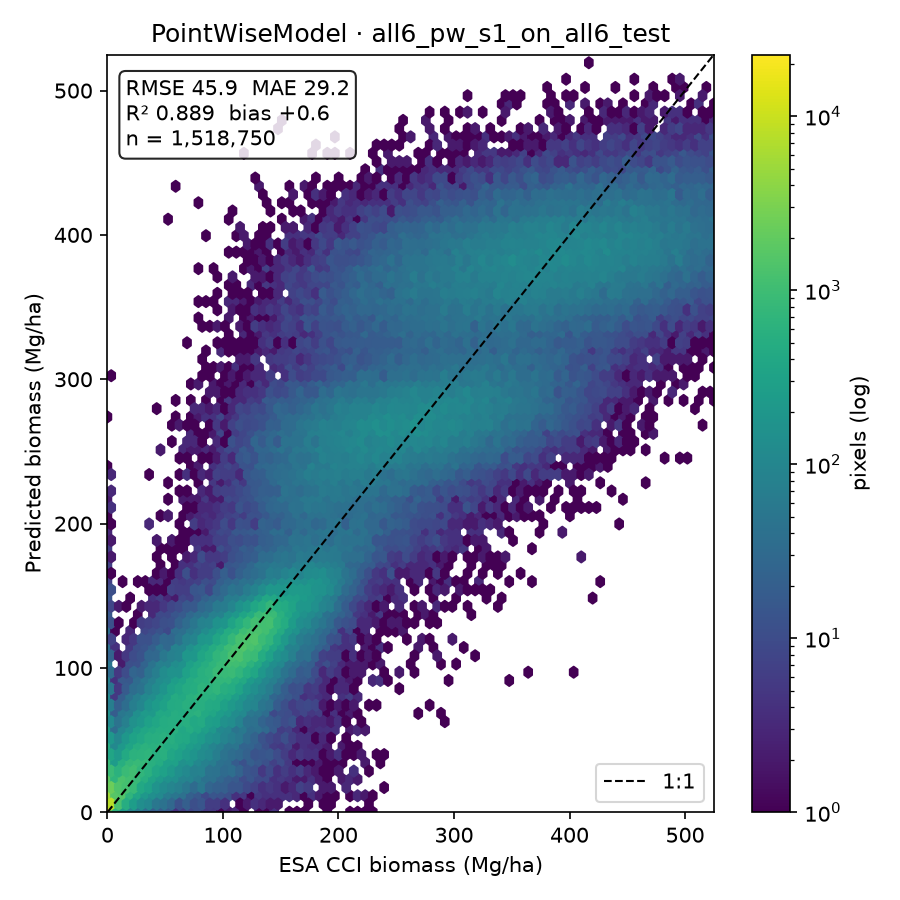 PointWiseModel · all6_pw_s1_on_all6_test
RMSE 45.9  MAE 29.2
R² 0.889  bias +0.6
n = 1,518,750
Predicted biomass (Mg/ha)
500
400
300
200
100
0
0 100 200 300 400 500
ESA CCI biomass (Mg/ha)
1:1
10⁴
10³
10²
10¹
10⁰
pixels (log)